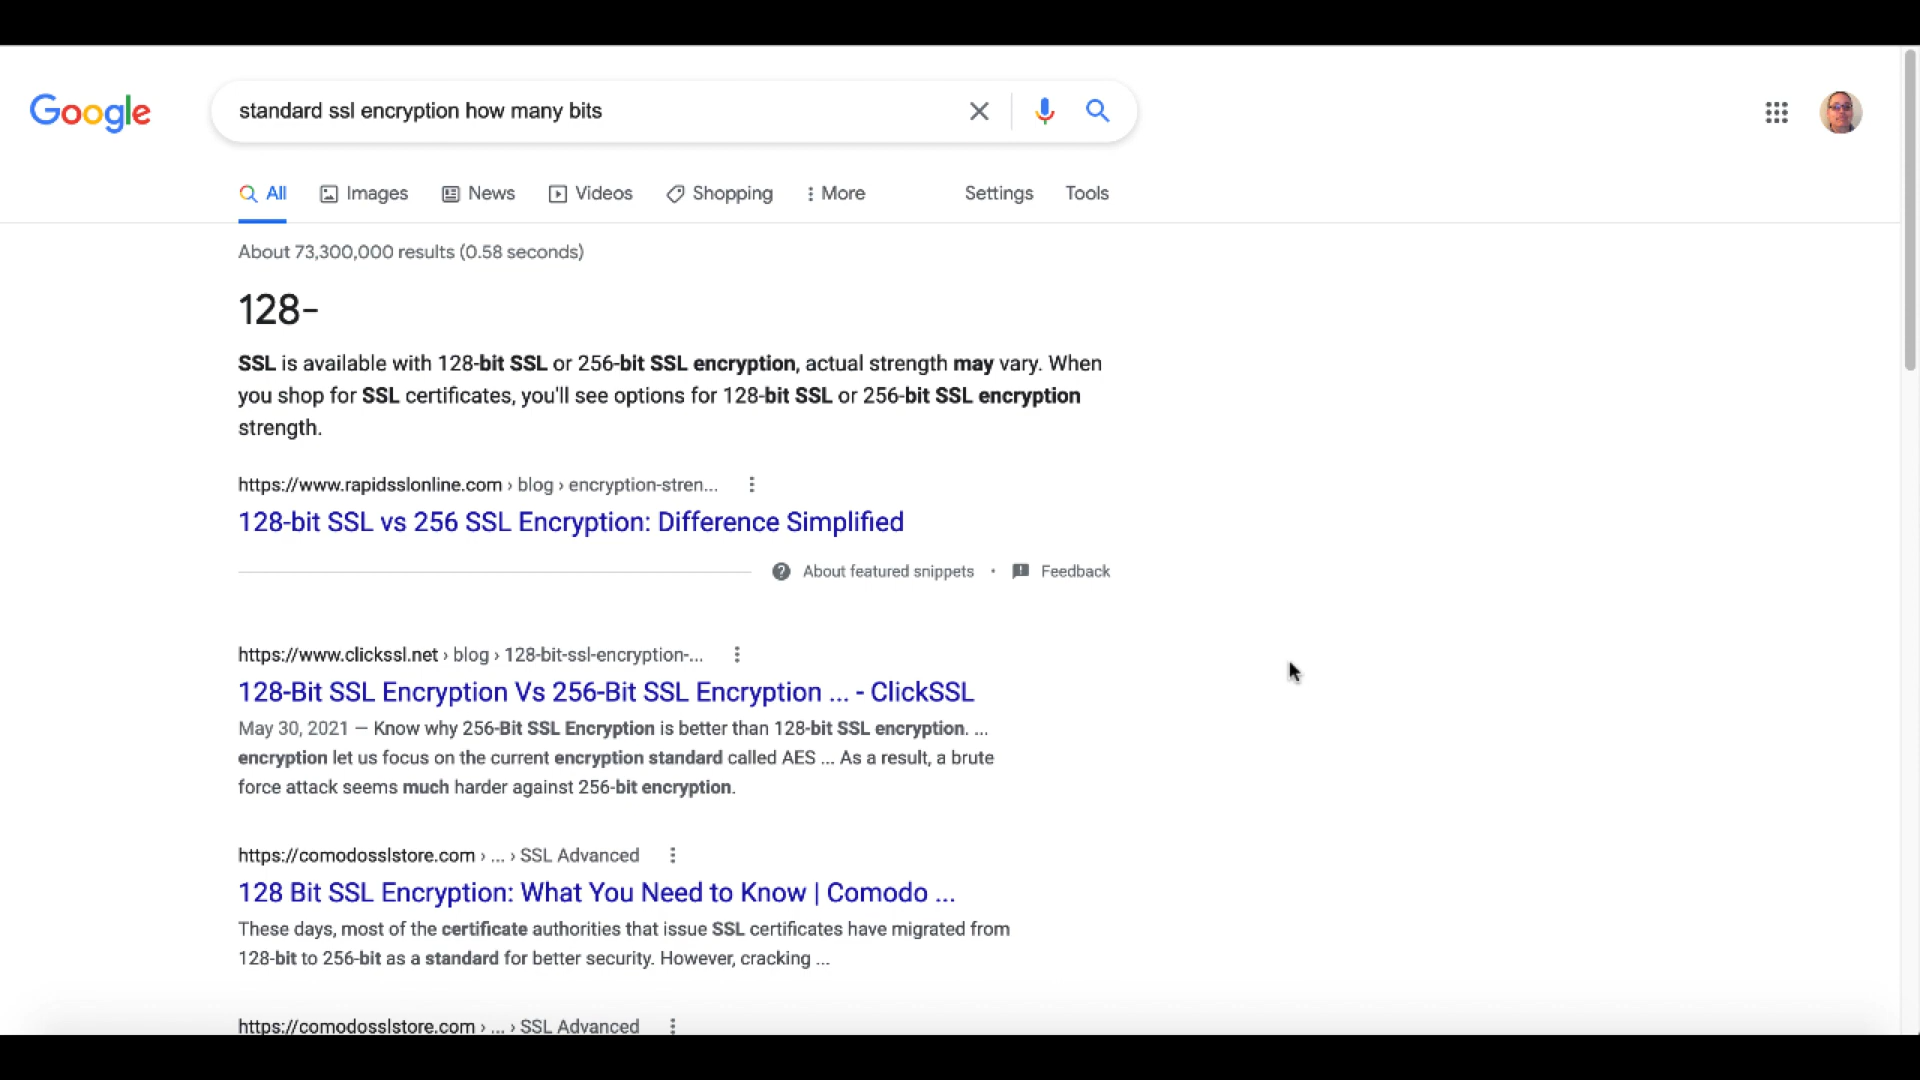 Google
standard ssl encryption how many bits
All Images News Videos Shopping More Settings Tools
About 73,300,000 results (0.58 seconds)
128-
SSL is available with 128-bit SSL or 256-bit SSL encryption, actual strength may vary. When
you shop for SSL certificates, you'll see options for 128-bit SSL or 256-bit SSL encryption
strength.
https://www.rapidsslonline.com › blog › encryption-stren...
128-bit SSL vs 256 SSL Encryption: Difference Simplified
About featured snippets • Feedback
https://www.clickssl.net › blog › 128-bit-ssl-encryption-...
128-Bit SSL Encryption Vs 256-Bit SSL Encryption ... - ClickSSL
May 30, 2021 — Know why 256-Bit SSL Encryption is better than 128-bit SSL encryption. ...
encryption let us focus on the current encryption standard called AES ... As a result, a brute
force attack seems much harder against 256-bit encryption.
https://comodosslstore.com › ... › SSL Advanced
128 Bit SSL Encryption: What You Need to Know | Comodo ...
These days, most of the certificate authorities that issue SSL certificates have migrated from
128-bit to 256-bit as a standard for better security. However, cracking ...
https://comodosslstore.com › ... › SSL Advanced